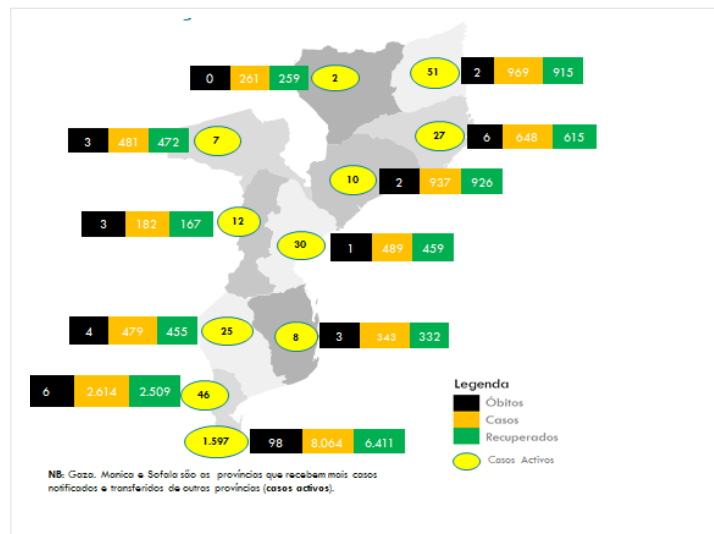 51 2 969 915
0 261 259 2
27 6 648 615
3 481 472 7
10 2 937 926
3 182 167 12
30 1 489 459
4 479 455 25
8 3 343 332
6 2.614 2.509 46
1.597 98 8.064 6.411
Legenda
Óbitos
Casos
Recuperados
Casos Activos
NB: Gaza, Manica e Sofala são as províncias que recebem mais casos
notificados e transferidos de outras províncias (casos activos).